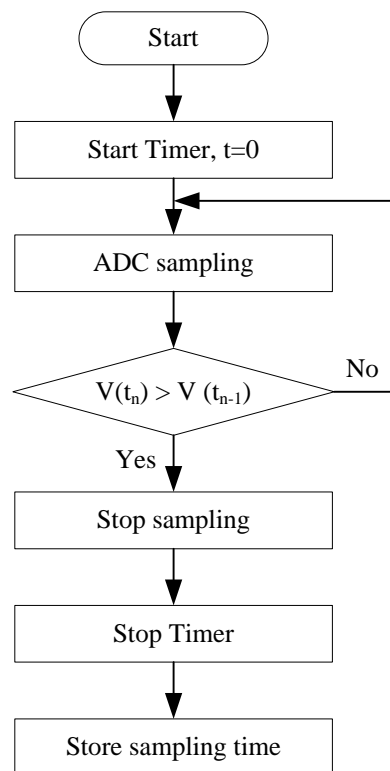 Start
Start Timer, t=0
ADC sampling
V(tn) > V (tn-1)
No
Yes
Stop sampling
Stop Timer
Store sampling time